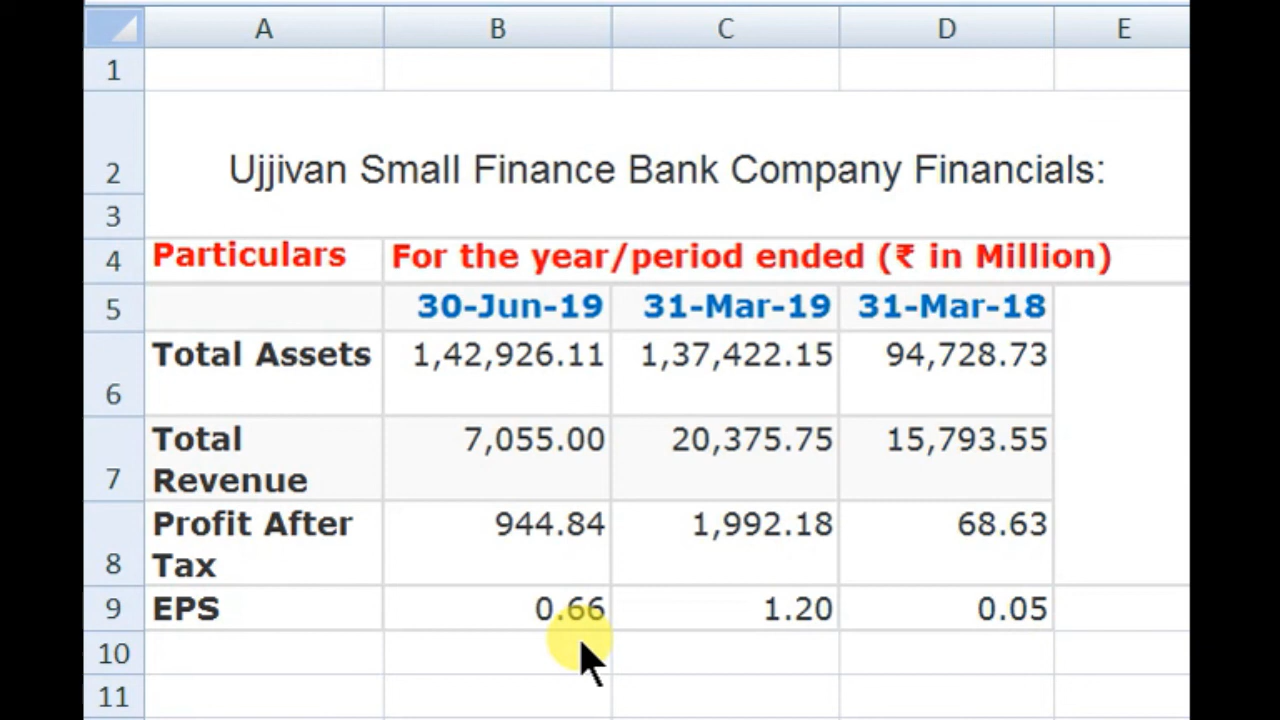 A B C D E
1
2 Ujjivan Small Finance Bank Company Financials:
3
4 Particulars For the year/period ended (₹ in Million)
5 30-Jun-19 31-Mar-19 31-Mar-18
6 Total Assets 1,42,926.11 1,37,422.15 94,728.73
Total 7,055.00 20,375.75 15,793.55
7 Revenue
Profit After 944.84 1,992.18 68.63
8 Tax
9 EPS 0.66 1.20 0.05
10
11